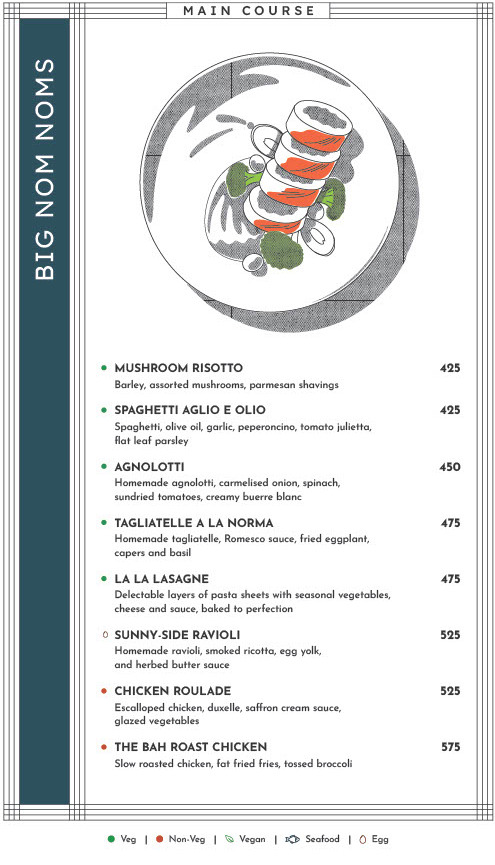 MAIN COURSE
BIG NOM NOMS
MUSHROOM RISOTTO 425
Barley, assorted mushrooms, parmesan shavings
SPAGHETTI AGLIO E OLIO 425
Spaghetti, olive oil, garlic, peperoncino, tomato julietta,
flat leaf parsley
AGNOLOTTI 450
Homemade agnolotti, carmelised onion, spinach,
sundried tomatoes, creamy buerre blanc
TAGLIATELLE A LA NORMA 475
Homemade tagliatelle, Romesco sauce, fried eggplant,
capers and basil
LA LA LASAGNE 475
Delectable layers of pasta sheets with seasonal vegetables,
cheese and sauce, baked to perfection
SUNNY-SIDE RAVIOLI 525
Homemade ravioli, smoked ricotta, egg yolk,
and herbed butter sauce
CHICKEN ROULADE 525
Escalloped chicken, duxelle, saffron cream sauce,
glazed vegetables
THE BAH ROAST CHICKEN 575
Slow roasted chicken, fat fried fries, tossed broccoli
Veg | Non-Veg | Vegan | Seafood | Egg